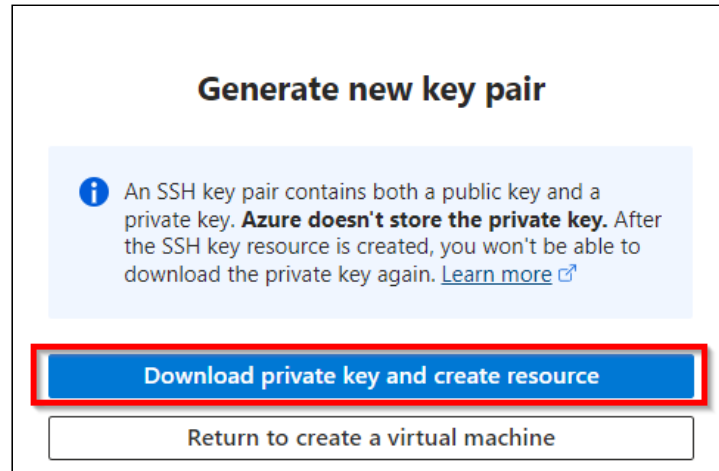 Generate new key pair
An SSH key pair contains both a public key and a
private key. Azure doesn't store the private key. After
the SSH key resource is created, you won't be able to
download the private key again. Learn more
Download private key and create resource
Return to create a virtual machine